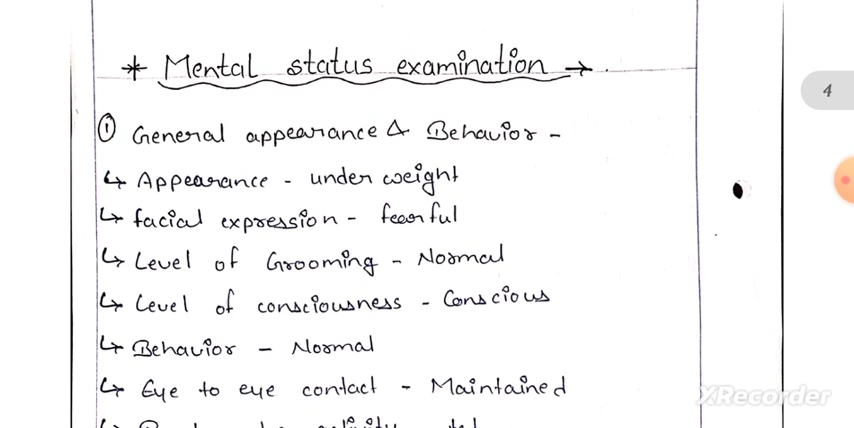 * Mental status examination → .
① General appearance & Behavior -
↳ Appearance - under weight
↳ facial expression - fearful
↳ Level of Grooming - Normal
↳ Level of consciousness - Conscious
↳ Behavior - Normal
↳ Eye to eye contact - Maintained
4
XRecorder